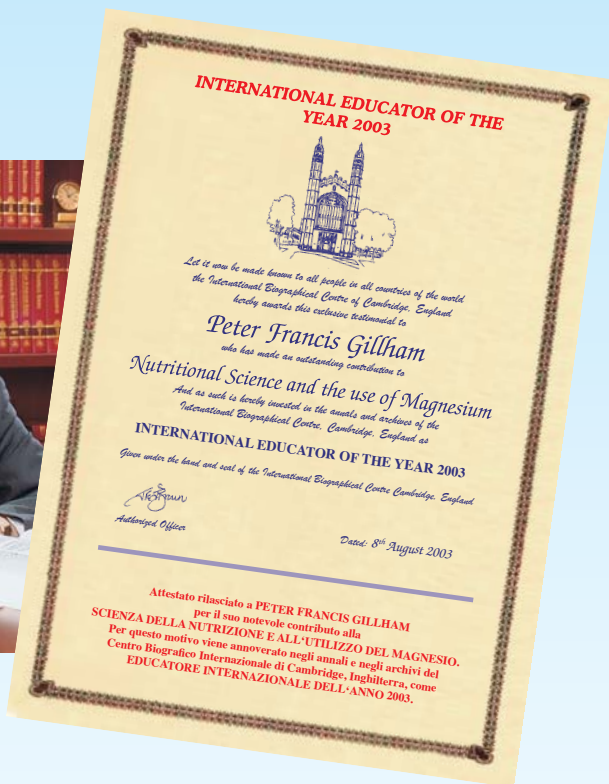 INTERNATIONAL EDUCATOR OF THE
YEAR 2003
Let it now be made known to all people in all countries of the world
the International Biographical Centre of Cambridge, England
hereby awards this exclusive testimonial to
Peter Francis Gillham
who has made an outstanding contribution to
Nutritional Science and the use of Magnesium
And as such is hereby invested in the annals and archives of the
International Biographical Centre, Cambridge, England as
INTERNATIONAL EDUCATOR OF THE YEAR 2003
Given under the hand and seal of the International Biographical Centre Cambridge, England
Authorized Officer
Dated: 8th August 2003
Attestato rilasciato a PETER FRANCIS GILLHAM
per il suo notevole contributo alla
SCIENZA DELLA NUTRIZIONE E ALL‘UTILIZZO DEL MAGNESIO.
Per questo motivo viene annoverato negli annali e negli archivi del
Centro Biografico Internazionale di Cambridge, Inghilterra, come
EDUCATORE INTERNAZIONALE DELL‘ANNO 2003.